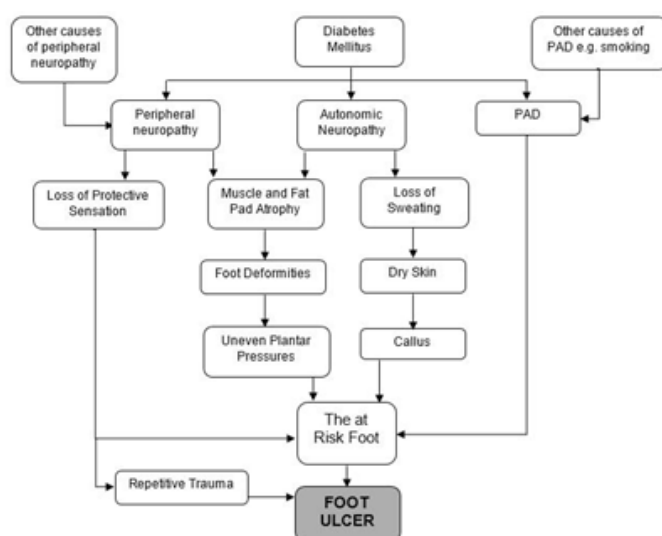 Other causes
of peripheral
neuropathy
Diabetes
Mellitus
Other causes of
PAD e.g. smoking
Peripheral
neuropathy
Autonomic
Neuropathy
PAD
Loss of Protective
Sensation
Muscle and Fat
Pad Atrophy
Loss of
Sweating
Foot Deformities
Dry Skin
Uneven Plantar
Pressures
Callus
The at
Risk Foot
Repetitive Trauma
FOOT
ULCER